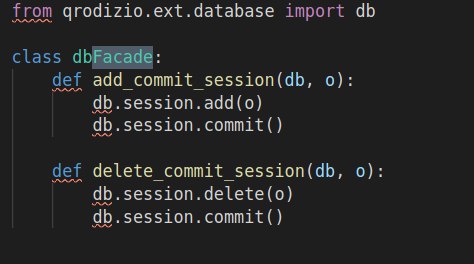 from qrodizio.ext.database import db
class dbFacade:
def add_commit_session(db, o):
db.session.add(o)
db.session.commit()
def delete_commit_session(db, o):
db.session.delete(o)
db.session.commit()